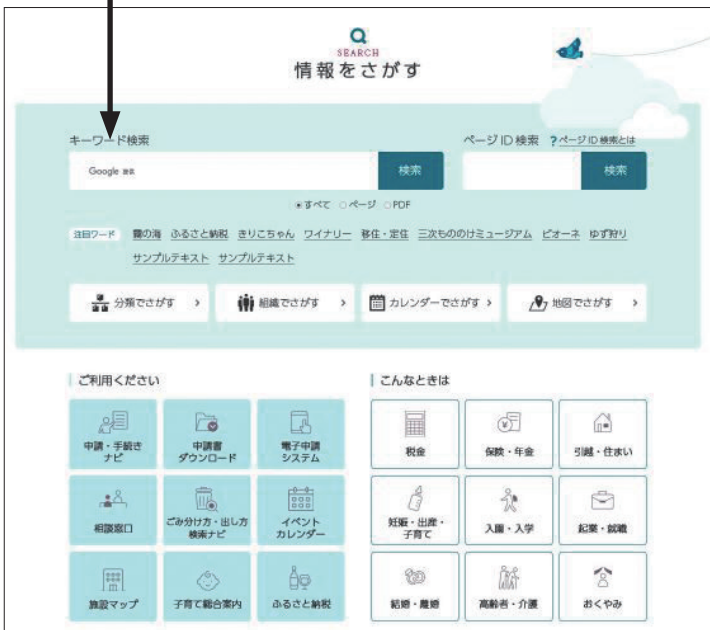 SEARCH
情報をさがす
キーワード検索
ページID検索 ?ページID検索とは
Google 検索 検索 検索
すべて ページ PDF
注目ワード 霧の海 ふるさと納税 きりこちゃん ワイナリー 移住・定住 三次もののけミュージアム ピオーネ ゆず狩り
サンプルテキスト サンプルテキスト
分類でさがす 組織でさがす カレンダーでさがす 地図でさがす
ご利用ください
申請・手続き
ナビ
申請書
ダウンロード
電子申請
システム
相談窓口
ごみ分け方・出し方
検索ナビ
イベント
カレンダー
施設マップ
子育て総合案内
ふるさと納税
こんなときは
税金
保険・年金
引越・住まい
妊娠・出産・
子育て
入園・入学
起業・就職
結婚・離婚
高齢者・介護
おくやみ